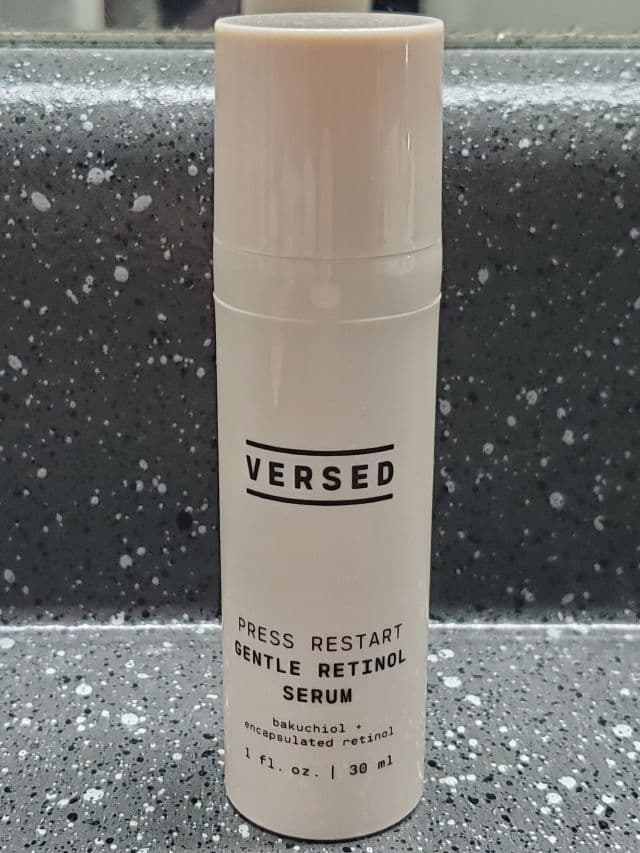 VERSED
PRESS RESTART
GENTLE RETINOL
SERUM
bakuchiol +
encapsulated retinol
1 fl. oz. | 30 ml